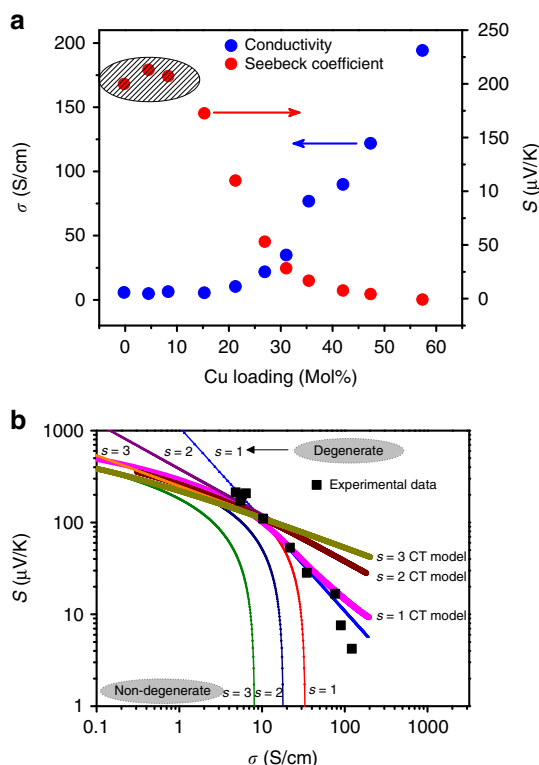 a
Conductivity
Seebeck coefficient
200
150
100
50
0
σ (S/cm)
250
200
150
10
50
0
S (μV/K)
0
10
20
30
40
50
60
Cu loading (Mol%)
b
1000
100
10
1
S (μV/K)
s = 3
s = 2
s = 1
Degenerate
Experimental data
s = 3 CT model
s = 2 CT model
s = 1 CT model
Non-degenerate
s = 3
s = 2
s = 1
0.1
1
10
100
1000
σ (S/cm)